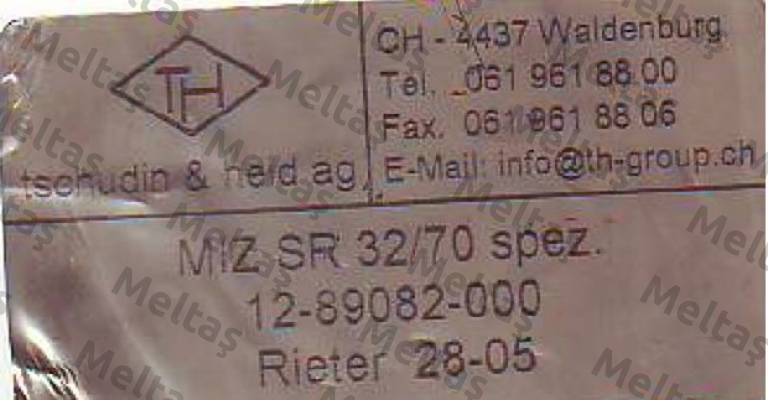 TH
tschudin & heid ag.
CH - 4437 Waldenburg
Tel. 061 961 88 00
Fax. 061 961 88 06
E-Mail: info@th-group.ch
MIZ SR 32/70 spez.
12-89082-000
Rieter 28-05
Meltaş